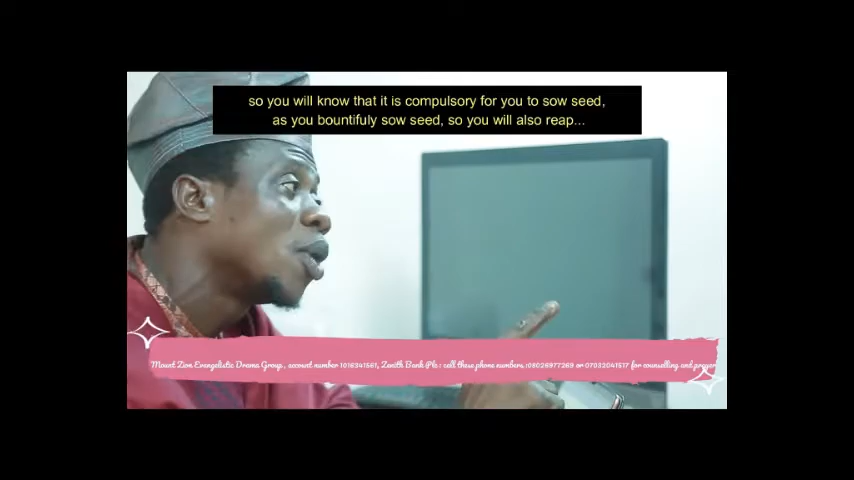 so you will know that it is compulsory for you to sow seed,
as you bountifuly sow seed, so you will also reap...
Mount Zion Evangelistic Drama Group, account number 1016341561, Zenith Bank Plc: call these phone numbers :08026977269 or 07032041517 for counselling and prayer